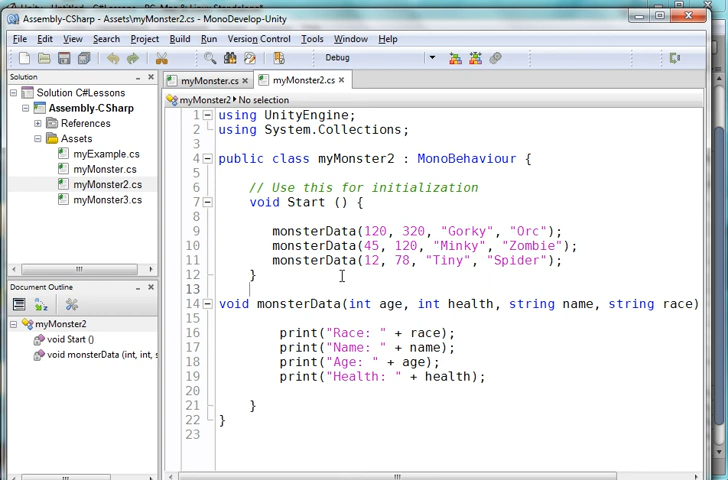 Assembly-CSharp - Assets\myMonster2.cs - MonoDevelop-Unity
File Edit View Search Project Build Run Version Control Tools Window Help
Debug
Solution
myMonster.cs myMonster2.cs
Solution C#Lessons
Assembly-CSharp
References
Assets
myExample.cs
myMonster.cs
myMonster2.cs
myMonster3.cs
Document Outline
myMonster2
void Start ()
void monsterData (int, int, s
myMonster2 No selection
1 using UnityEngine;
2 using System.Collections;
3
4 public class myMonster2 : MonoBehaviour {
5
6 // Use this for initialization
7 void Start () {
8
9 monsterData(120, 320, "Gorky", "Orc");
10 monsterData(45, 120, "Minky", "Zombie");
11 monsterData(12, 78, "Tiny", "Spider");
12 }
13
14 void monsterData(int age, int health, string name, string race)
15
16 print("Race: " + race);
17 print("Name: " + name);
18 print("Age: " + age);
19 print("Health: " + health);
20
21 }
22 }
23